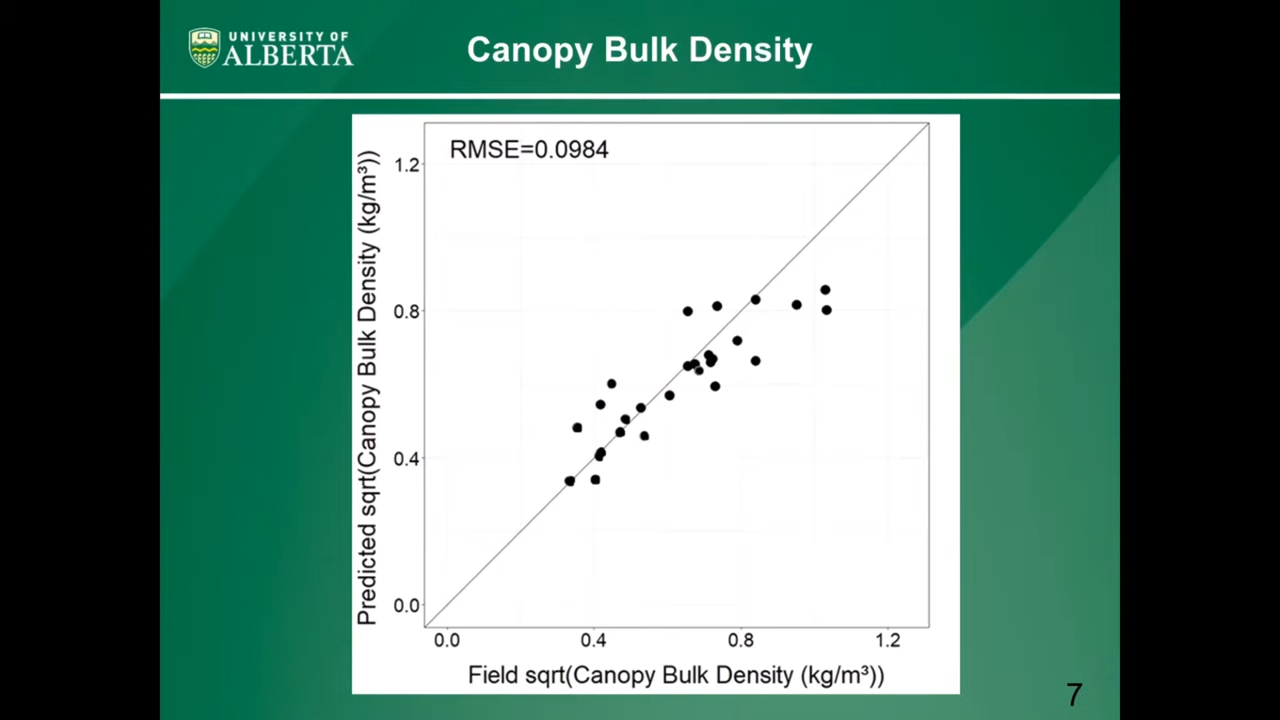 UNIVERSITY OF
ALBERTA
Canopy Bulk Density
RMSE=0.0984
Predicted sqrt(Canopy Bulk Density (kg/m³))
1.2
0.8
0.4
0.0
0.0 0.4 0.8 1.2
Field sqrt(Canopy Bulk Density (kg/m³))
7